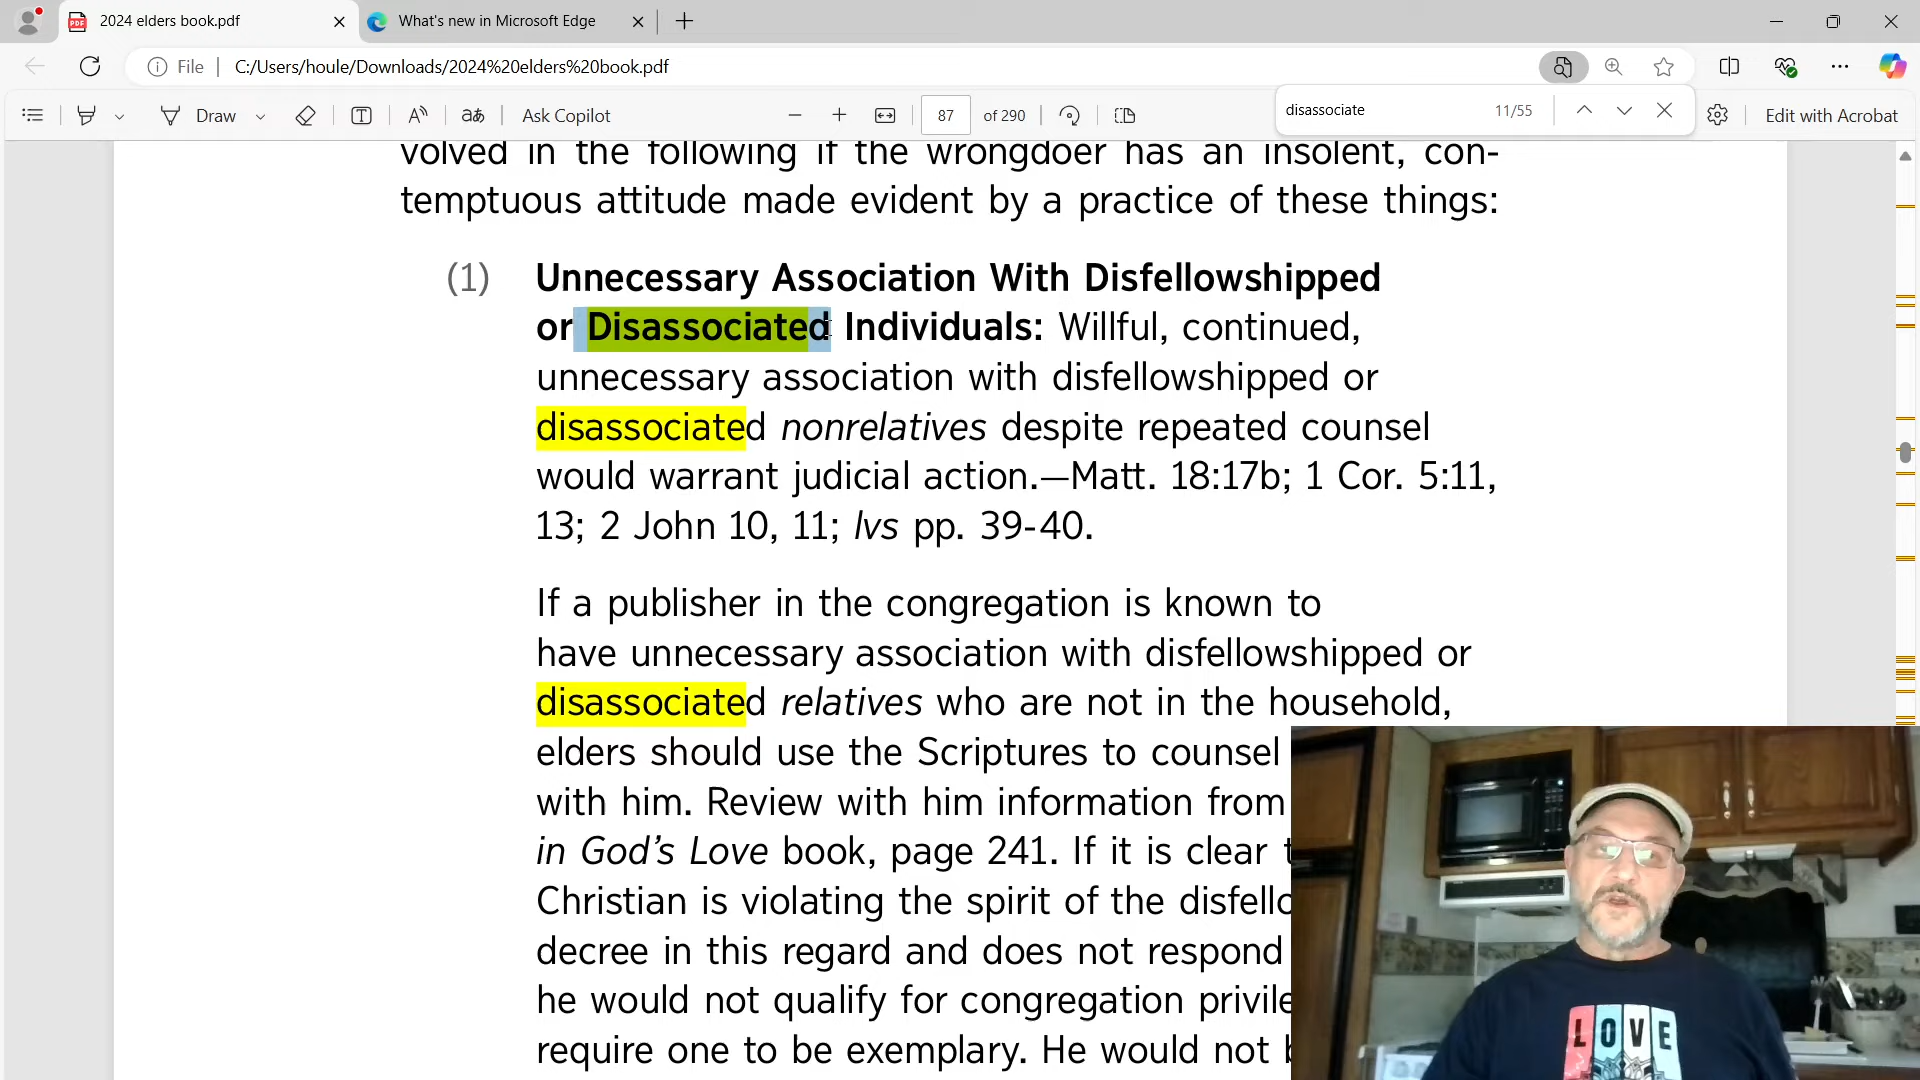 2024 elders book.pdf
What's new in Microsoft Edge
File
C:/Users/houle/Downloads/2024%20elders%20book.pdf
Draw
Ask Copilot
87
of 290
disassociate
11/55
Edit with Acrobat
volved in the following if the wrongdoer has an insolent, con-
temptuous attitude made evident by a practice of these things:
(1) Unnecessary Association With Disfellowshipped
or Disassociated Individuals: Willful, continued,
unnecessary association with disfellowshipped or
disassociated nonrelatives despite repeated counsel
would warrant judicial action.—Matt. 18:17b; 1 Cor. 5:11,
13; 2 John 10, 11; lvs pp. 39-40.
If a publisher in the congregation is known to
have unnecessary association with disfellowshipped or
disassociated relatives who are not in the household,
elders should use the Scriptures to counsel
with him. Review with him information from
in God's Love book, page 241. If it is clear
Christian is violating the spirit of the
decree in this regard and does not respond
he would not qualify for congregation
require one to be exemplary. He would not
LOVE